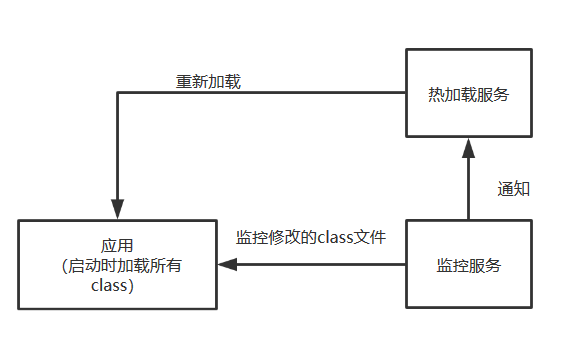 重新加载
热加载服务
通知
应用
（启动时加载所有
class）
监控修改的class文件
监控服务